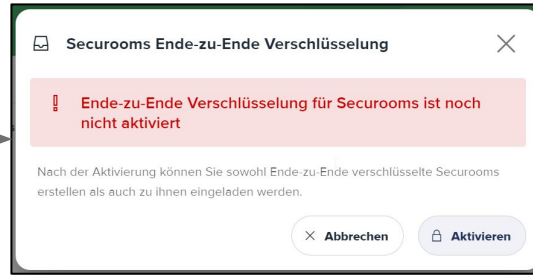 Securooms Ende-zu-Ende Verschlüsselung
Ende-zu-Ende Verschlüsselung für Securooms ist noch
nicht aktiviert
Nach der Aktivierung können Sie sowohl Ende-zu-Ende verschlüsselte Securooms
erstellen als auch zu ihnen eingeladen werden.
Abbrechen Aktivieren